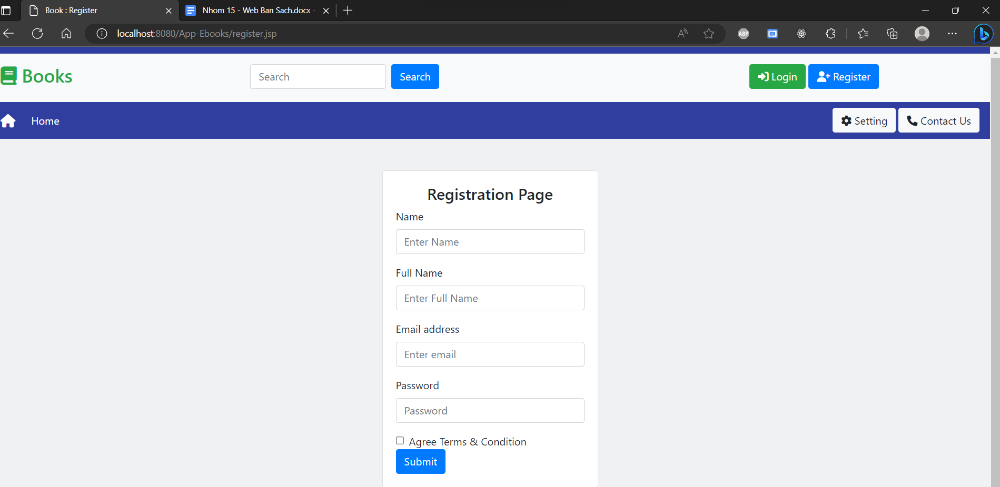 Book : Register
Nhom 15 - Web Ban Sach.docx -
localhost:8080/App-Ebooks/register.jsp
A))
ABP
Books
Search
Search
Login
Register
Home
Setting
Contact Us
Registration Page
Name
Enter Name
Full Name
Enter Full Name
Email address
Enter email
Password
Password
Agree Terms & Condition
Submit